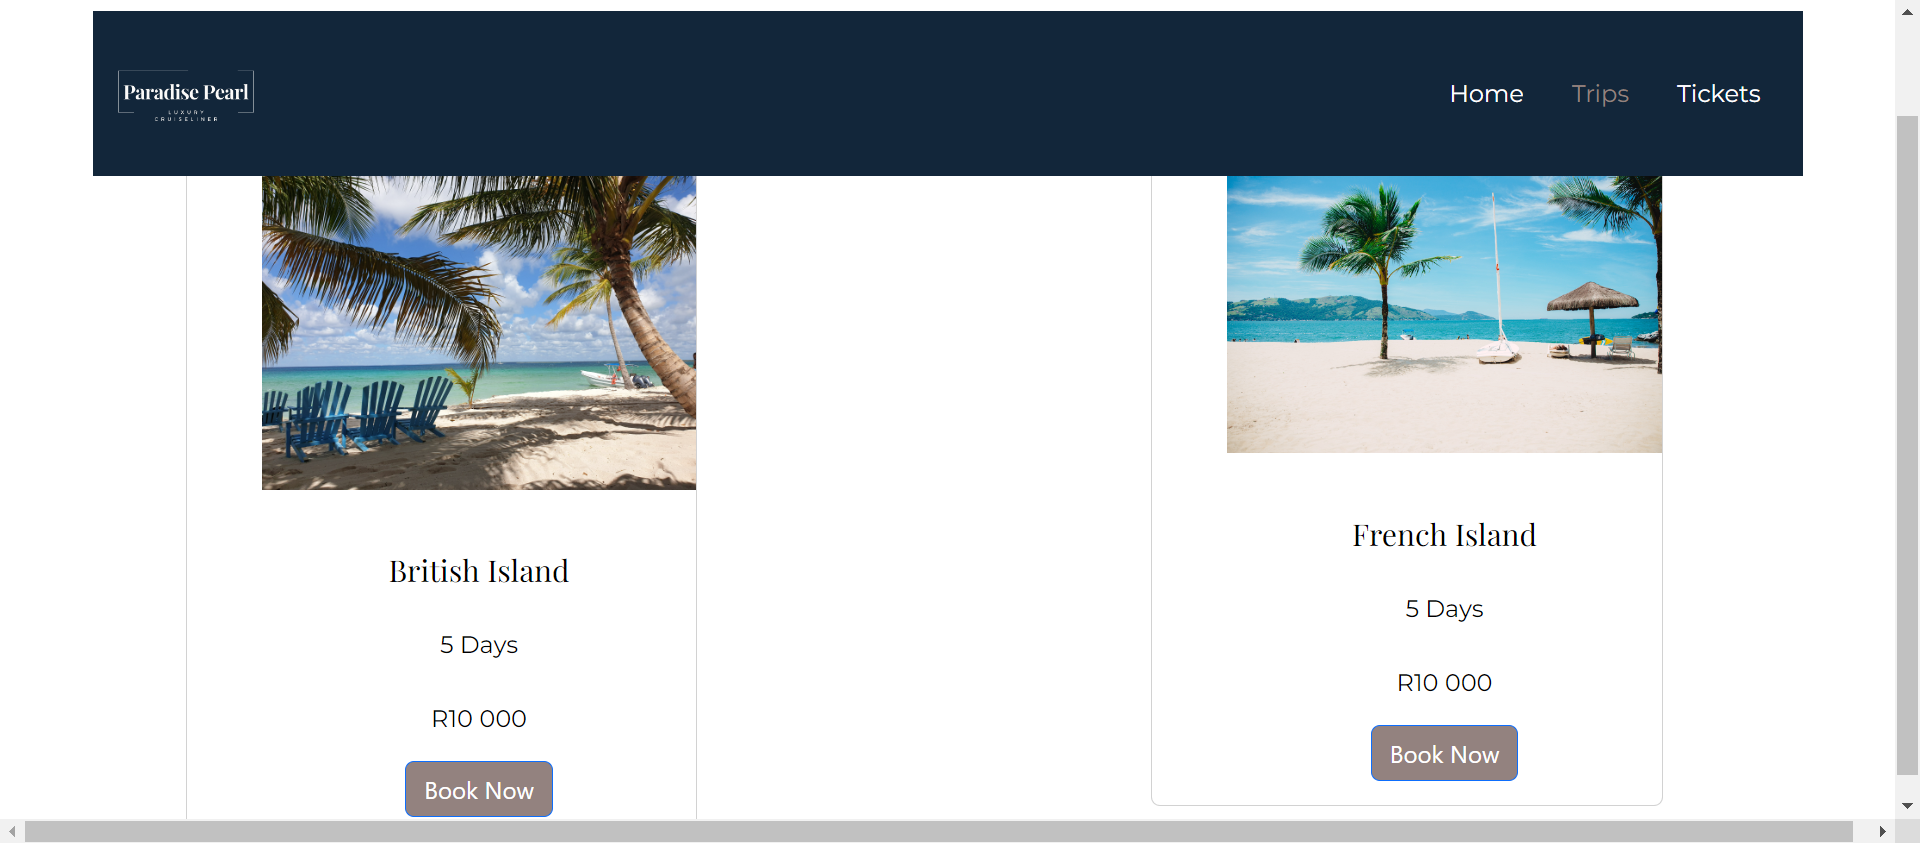 Paradise Pearl
LUXURY
CRUISELINER
Home
Trips
Tickets
British Island
5 Days
R10 000
Book Now
French Island
5 Days
R10 000
Book Now